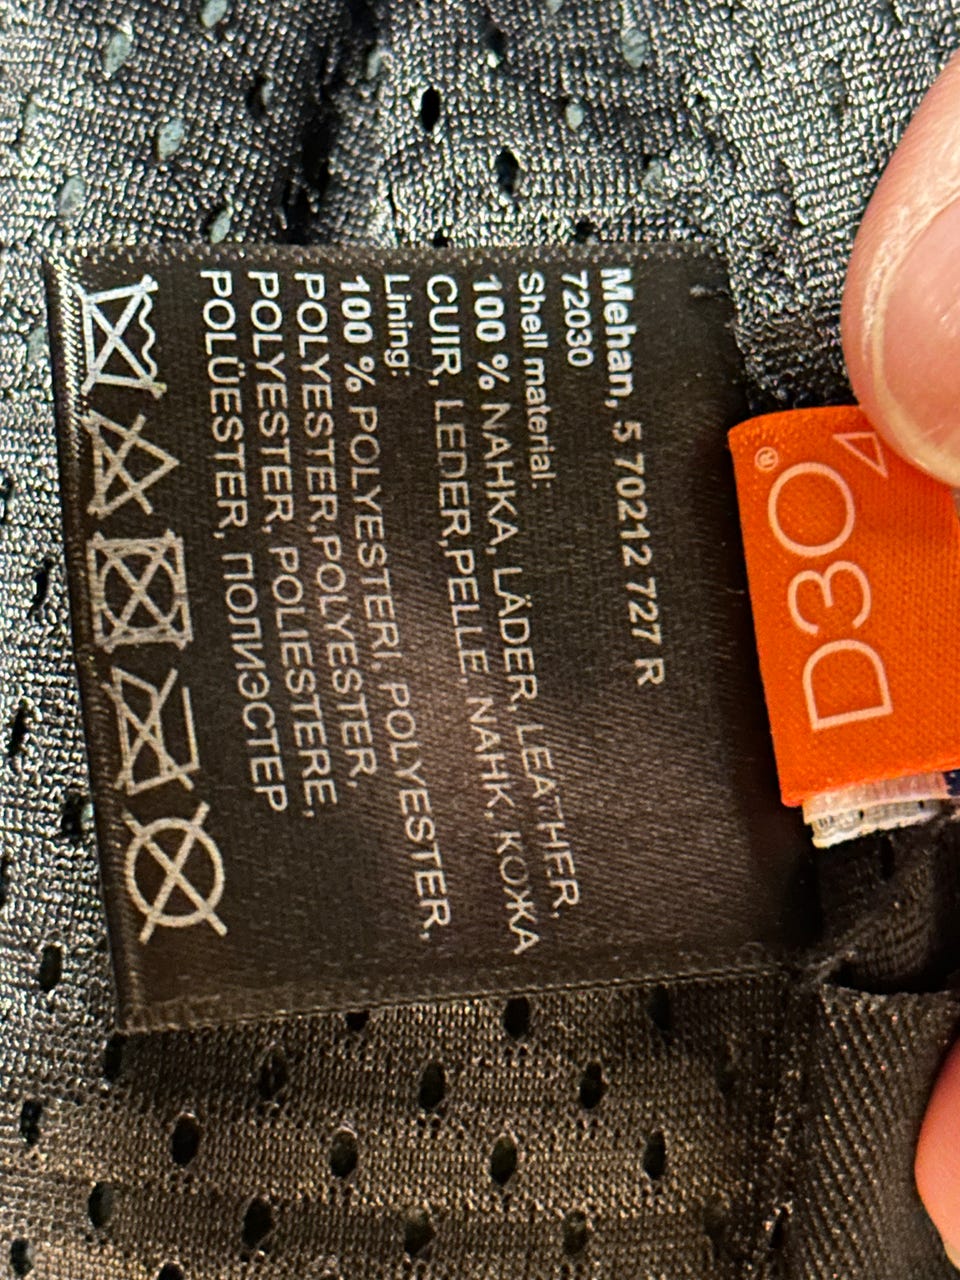 Mehan, 5 70212 727 R
72030
Shell material:
100 % NAHKA, LÄDER, LEATHER,
CUIR, LEDER,PELLE, NAHK, КОЖА
Lining:
100 % POLYESTERI, POLYESTER,
POLYESTER,POLYESTER,
POLYESTER, POLIESTERE,
POLÜESTER, ПОЛИЭСТЕР
D3O®